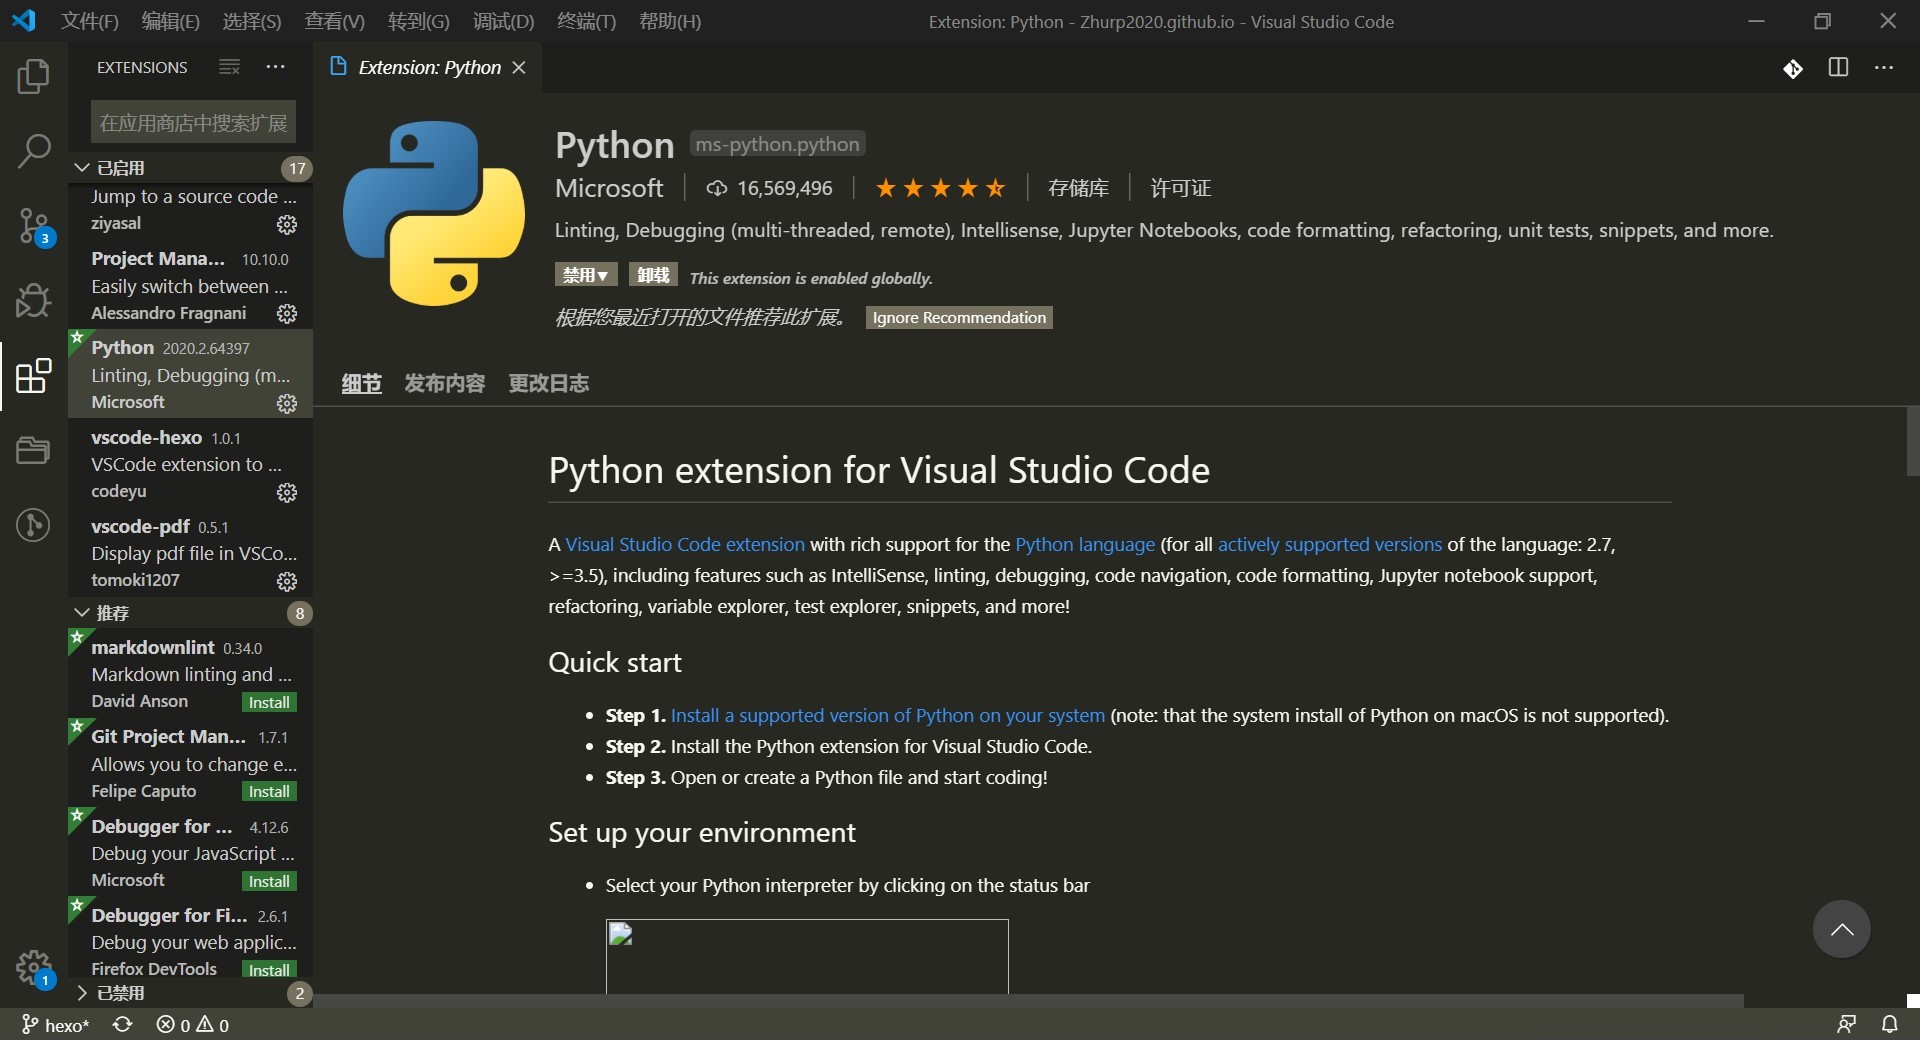 文件(F) 编辑(E) 选择(S) 查看(V) 转到(G) 调试(D) 终端(T) 帮助(H) Extension: Python - Zhurp2020.github.io - Visual Studio Code
EXTENSIONS
Extension: Python
在应用商店中搜索扩展
已启用 17
Jump to a source code ...
ziyasal
Project Mana... 10.10.0
Easily switch between ...
Alessandro Fragnani
Python 2020.2.64397
Linting, Debugging (m...
Microsoft
vscode-hexo 1.0.1
VSCode extension to ...
codeyu
vscode-pdf 0.5.1
Display pdf file in VSCo...
tomoki1207
推荐 8
markdownlint 0.34.0
Markdown linting and ...
David Anson Install
Git Project Man... 1.7.1
Allows you to change e...
Felipe Caputo Install
Debugger for ... 4.12.6
Debug your JavaScript ...
Microsoft Install
Debugger for Fi... 2.6.1
Debug your web applic...
Firefox DevTools Install
已禁用 2
3
1
Python ms-python.python
Microsoft 16,569,496 存储库 许可证
Linting, Debugging (multi-threaded, remote), Intellisense, Jupyter Notebooks, code formatting, refactoring, unit tests, snippets, and more.
禁用▼ 卸载 This extension is enabled globally.
根据您最近打开的文件推荐此扩展。 Ignore Recommendation
细节 发布内容 更改日志
Python extension for Visual Studio Code
A Visual Studio Code extension with rich support for the Python language (for all actively supported versions of the language: 2.7,
>=3.5), including features such as IntelliSense, linting, debugging, code navigation, code formatting, Jupyter notebook support,
refactoring, variable explorer, test explorer, snippets, and more!
Quick start
• Step 1. Install a supported version of Python on your system (note: that the system install of Python on macOS is not supported).
• Step 2. Install the Python extension for Visual Studio Code.
• Step 3. Open or create a Python file and start coding!
Set up your environment
• Select your Python interpreter by clicking on the status bar
hexo* 0 0